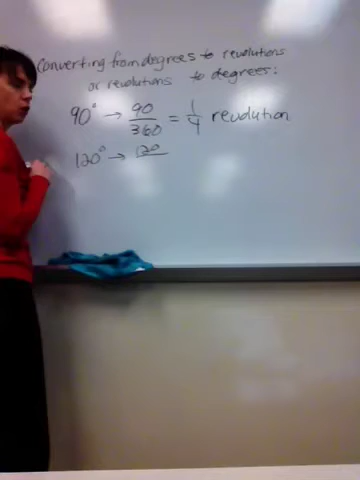 Converting from degrees to revolutions
or revolutions to degrees:
90° → 90/360 = 1/4 revolution
120° → 120/